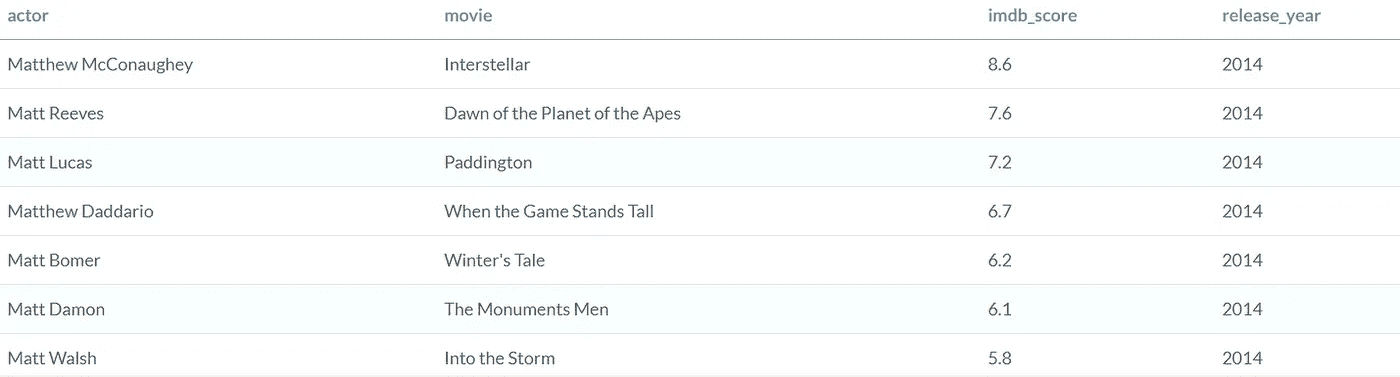 actor movie imdb_score release_year
Matthew McConaughey Interstellar 8.6 2014
Matt Reeves Dawn of the Planet of the Apes 7.6 2014
Matt Lucas Paddington 7.2 2014
Matthew Daddario When the Game Stands Tall 6.7 2014
Matt Bomer Winter's Tale 6.2 2014
Matt Damon The Monuments Men 6.1 2014
Matt Walsh Into the Storm 5.8 2014